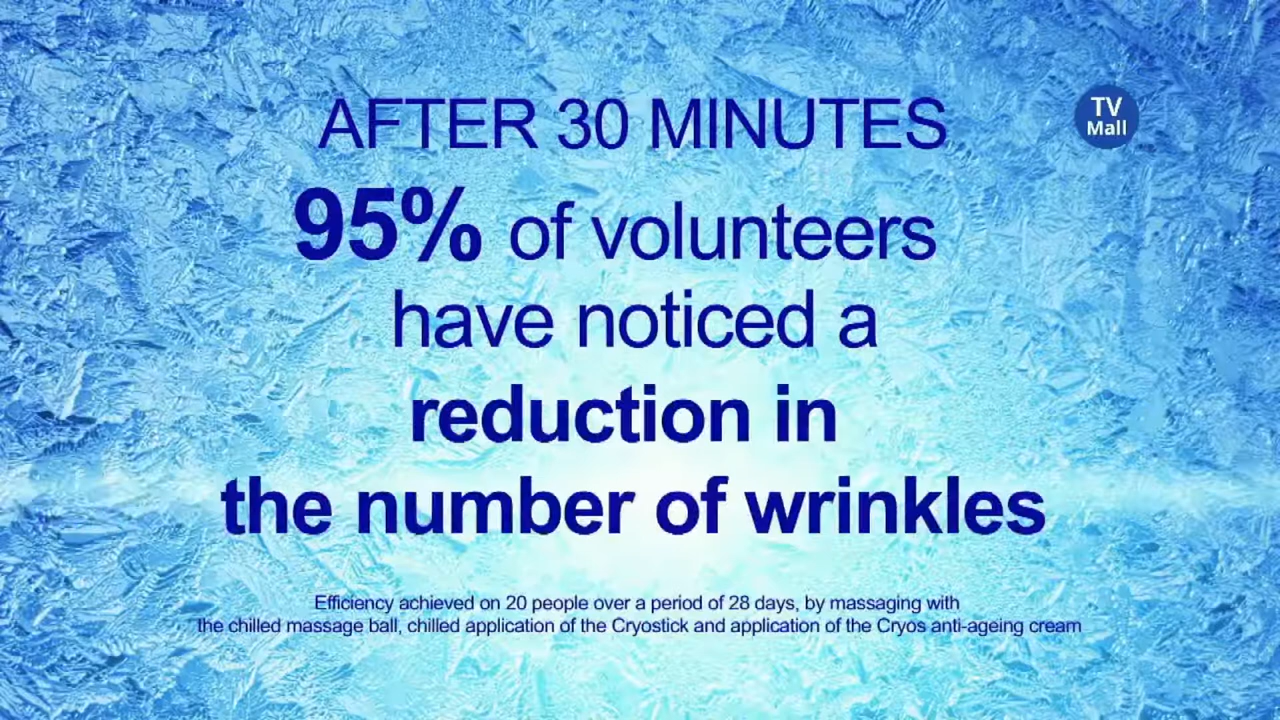 AFTER 30 MINUTES
TV
Mall
95% of volunteers
have noticed a
reduction in
the number of wrinkles
Efficiency achieved on 20 people over a period of 28 days, by massaging with
the chilled massage ball, chilled application of the Cryostick and application of the Cryos anti-ageing cream